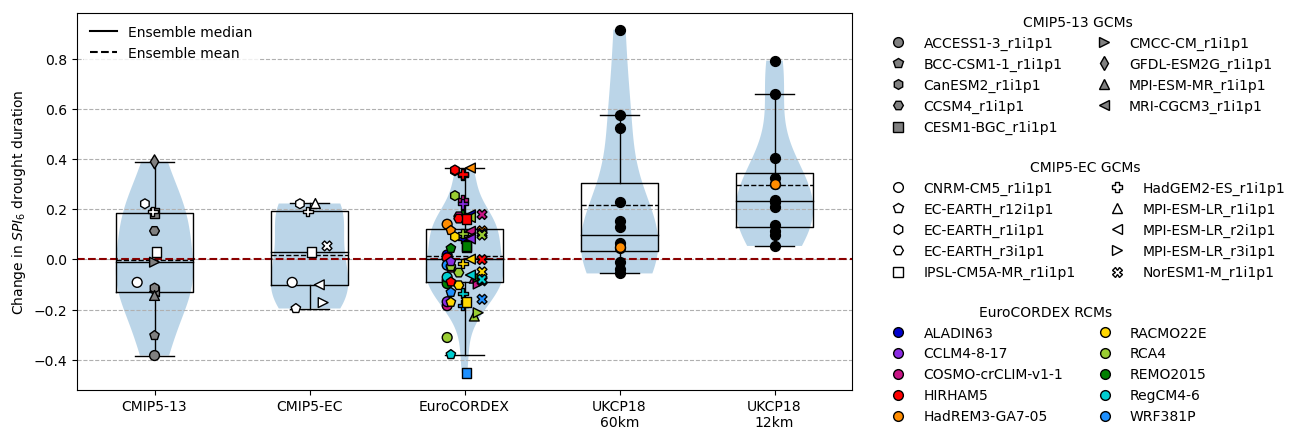 Change in SPI6 drought duration
0.8
0.6
0.4
0.2
0.0
−0.2
−0.4
Ensemble median
Ensemble mean
CMIP5-13
CMIP5-EC
EuroCORDEX
UKCP18
60km
UKCP18
12km
CMIP5-13 GCMs
ACCESS1-3_r1i1p1
BCC-CSM1-1_r1i1p1
CanESM2_r1i1p1
CCSM4_r1i1p1
CESM1-BGC_r1i1p1
CMCC-CM_r1i1p1
GFDL-ESM2G_r1i1p1
MPI-ESM-MR_r1i1p1
MRI-CGCM3_r1i1p1
CMIP5-EC GCMs
CNRM-CM5_r1i1p1
EC-EARTH_r12i1p1
EC-EARTH_r1i1p1
EC-EARTH_r3i1p1
IPSL-CM5A-MR_r1i1p1
HadGEM2-ES_r1i1p1
MPI-ESM-LR_r1i1p1
MPI-ESM-LR_r2i1p1
MPI-ESM-LR_r3i1p1
NorESM1-M_r1i1p1
EuroCORDEX RCMs
ALADIN63
CCLM4-8-17
COSMO-crCLIM-v1-1
HIRHAM5
HadREM3-GA7-05
RACMO22E
RCA4
REMO2015
RegCM4-6
WRF381P